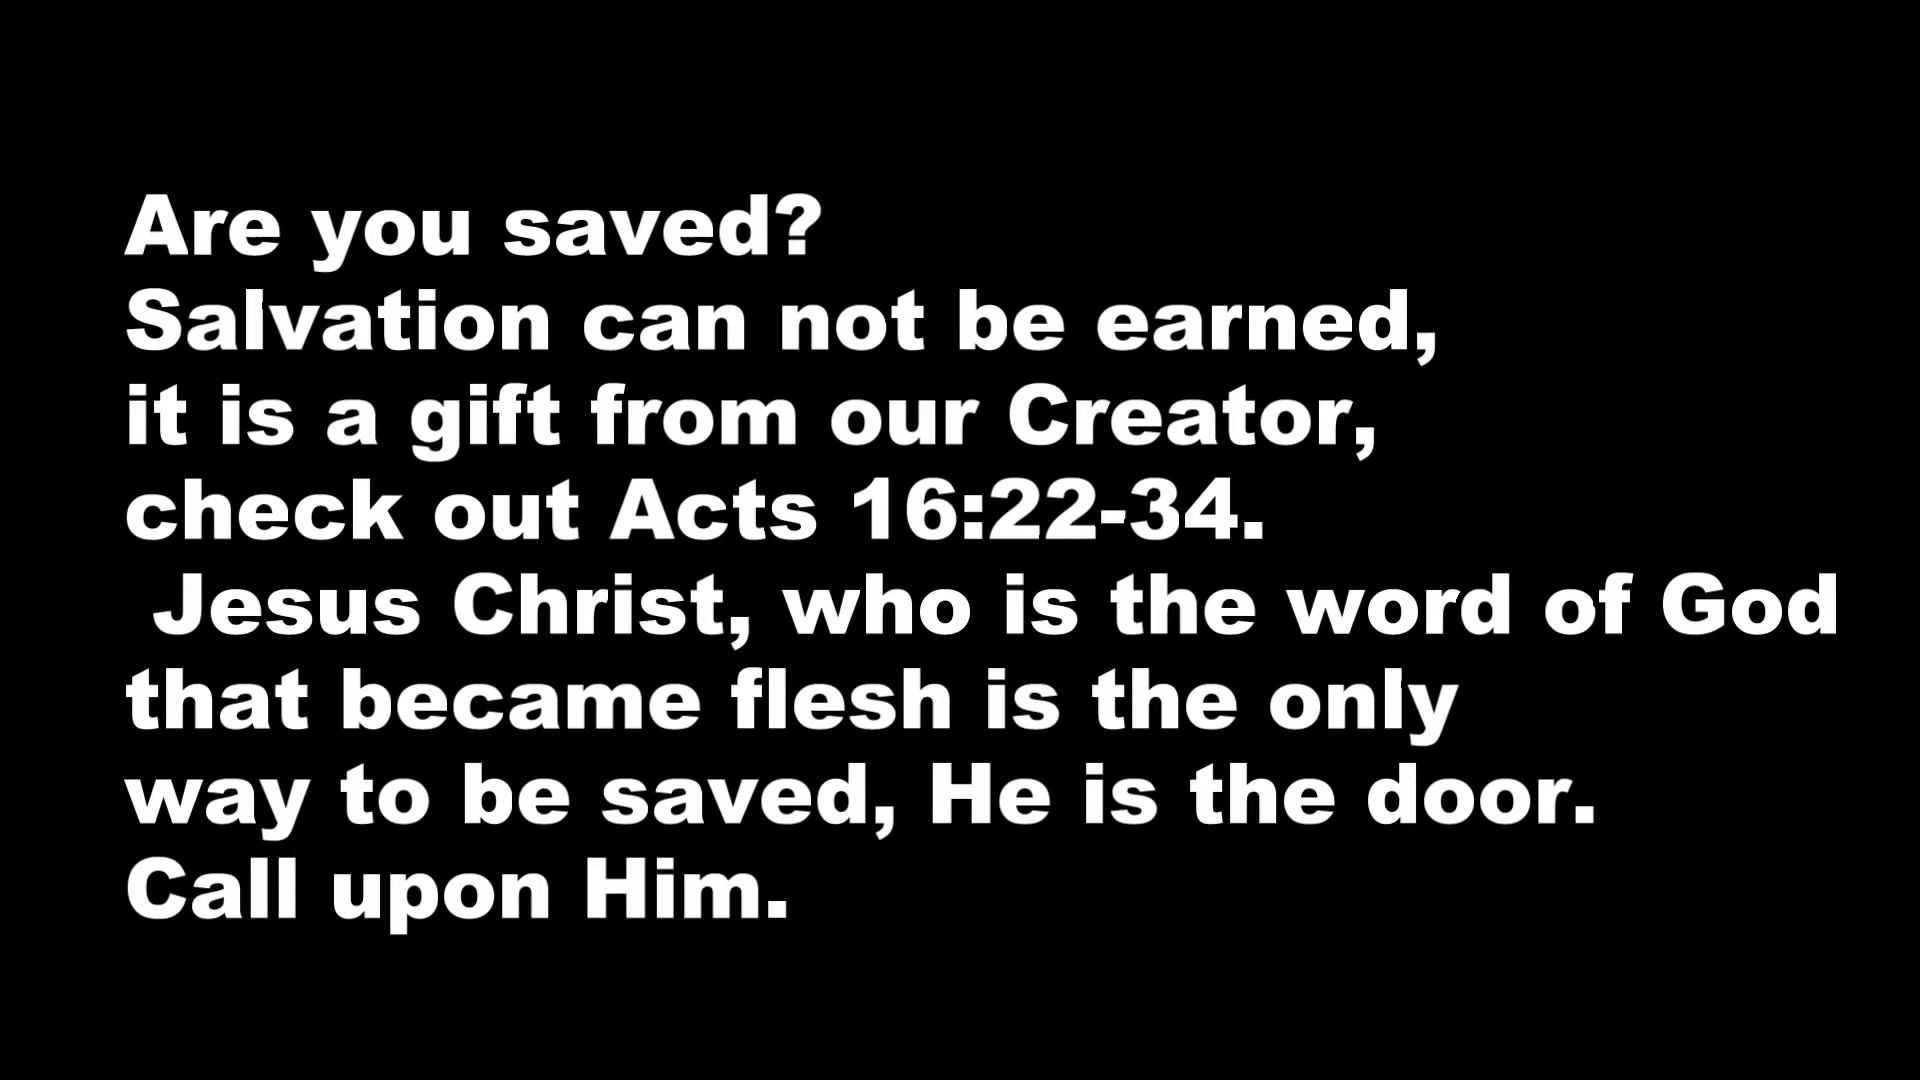 Are you saved?
Salvation can not be earned,
it is a gift from our Creator,
check out Acts 16:22-34.
Jesus Christ, who is the word of God
that became flesh is the only
way to be saved, He is the door.
Call upon Him.